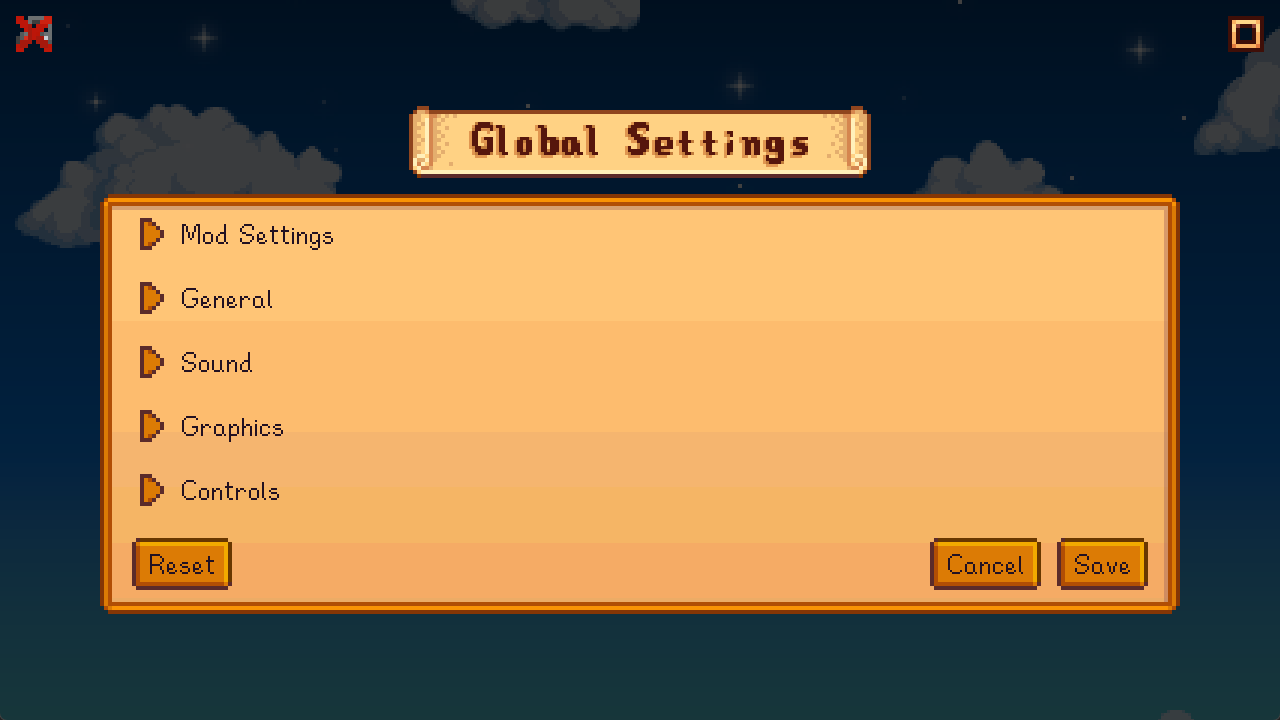 Global Settings
Mod Settings
General
Sound
Graphics
Controls
Reset
Cancel
Save